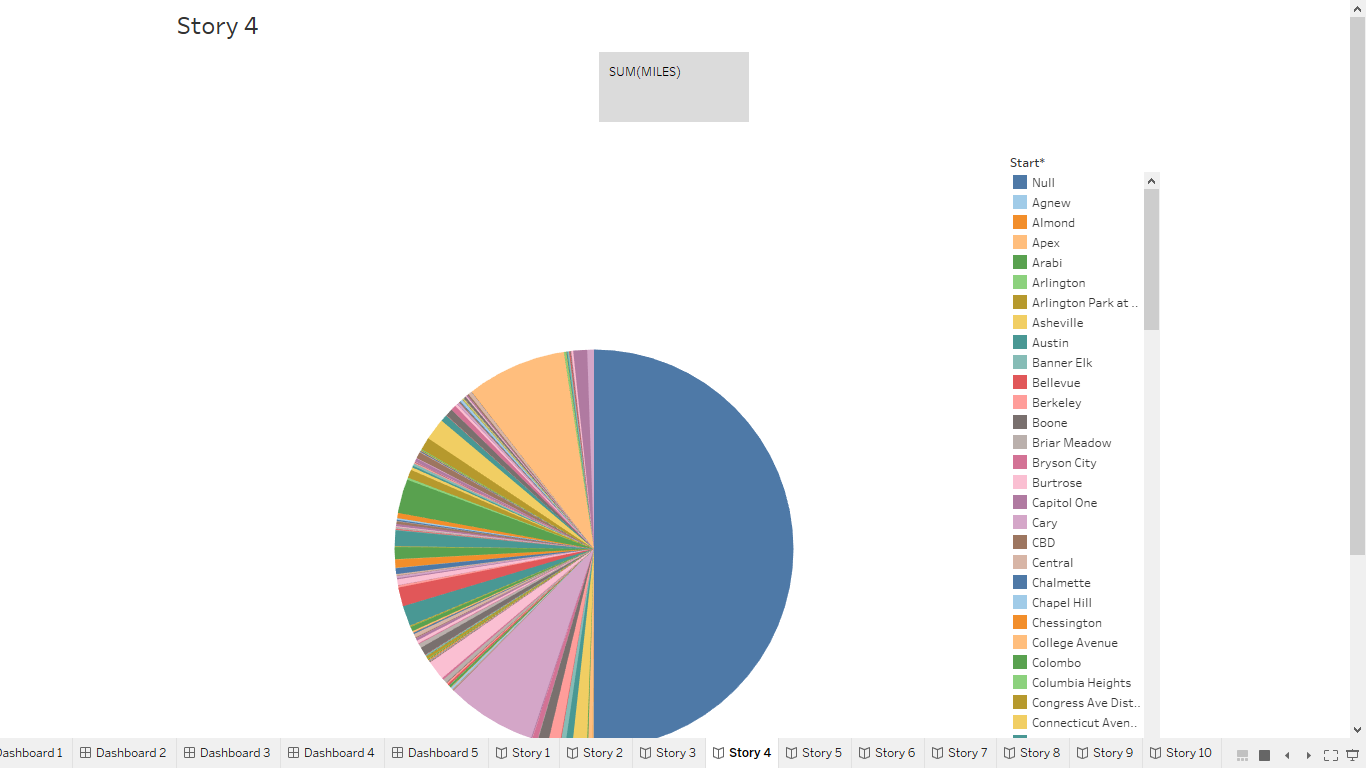 Story 4
SUM(MILES)
Start*
Null
Agnew
Almond
Apex
Arabi
Arlington
Arlington Park at ..
Asheville
Austin
Banner Elk
Bellevue
Berkeley
Boone
Briar Meadow
Bryson City
Burtrose
Capitol One
Cary
CBD
Central
Chalmette
Chapel Hill
Chessington
College Avenue
Colombo
Columbia Heights
Congress Ave Dist..
Connecticut Aven..
Dashboard 1
Dashboard 2
Dashboard 3
Dashboard 4
Dashboard 5
Story 1
Story 2
Story 3
Story 4
Story 5
Story 6
Story 7
Story 8
Story 9
Story 10